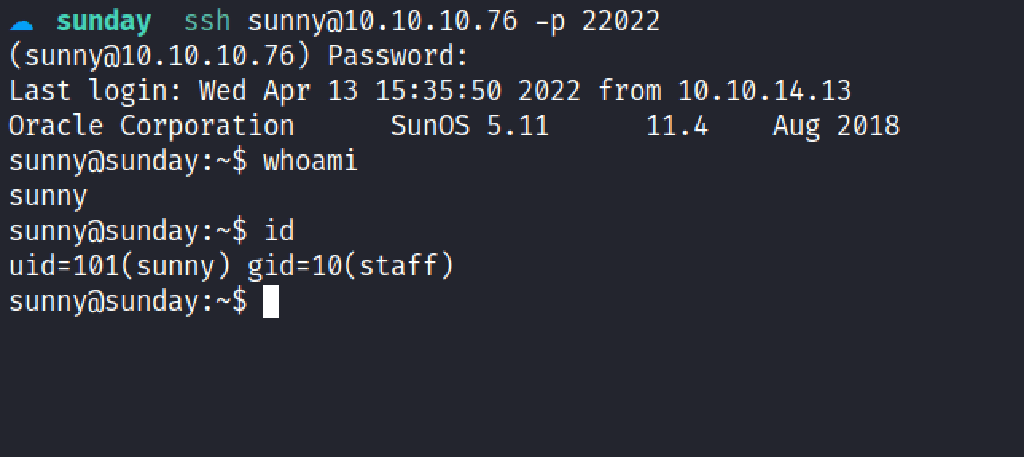 sunday ssh sunny@10.10.10.76 -p 22022
(sunny@10.10.10.76) Password:
Last login: Wed Apr 13 15:35:50 2022 from 10.10.14.13
Oracle Corporation      SunOS 5.11      11.4    Aug 2018
sunny@sunday:~$ whoami
sunny
sunny@sunday:~$ id
uid=101(sunny) gid=10(staff)
sunny@sunday:~$